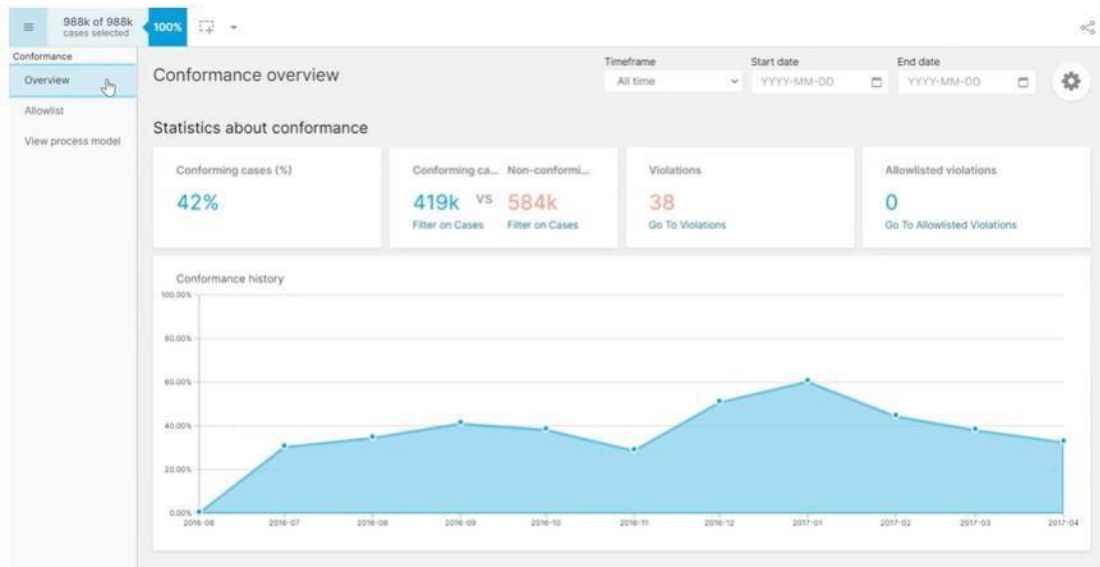 988k of 988k
cases selected
100%
Conformance
Overview
Allowlist
View process model
Conformance overview
Timeframe
All time
Start date
YYYY-MM-DD
End date
YYYY-MM-DD
Statistics about conformance
Conforming cases (%)
42%
Conforming ca... Non-conformi...
419k VS 584k
Filter on Cases Filter on Cases
Violations
38
Go To Violations
Allowlisted violations
0
Go To Allowlisted Violations
Conformance history
100.00%
80.00%
60.00%
40.00%
20.00%
0.00%
2016-06 2016-07 2016-08 2016-09 2016-10 2016-11 2016-12 2017-01 2017-02 2017-03 2017-04